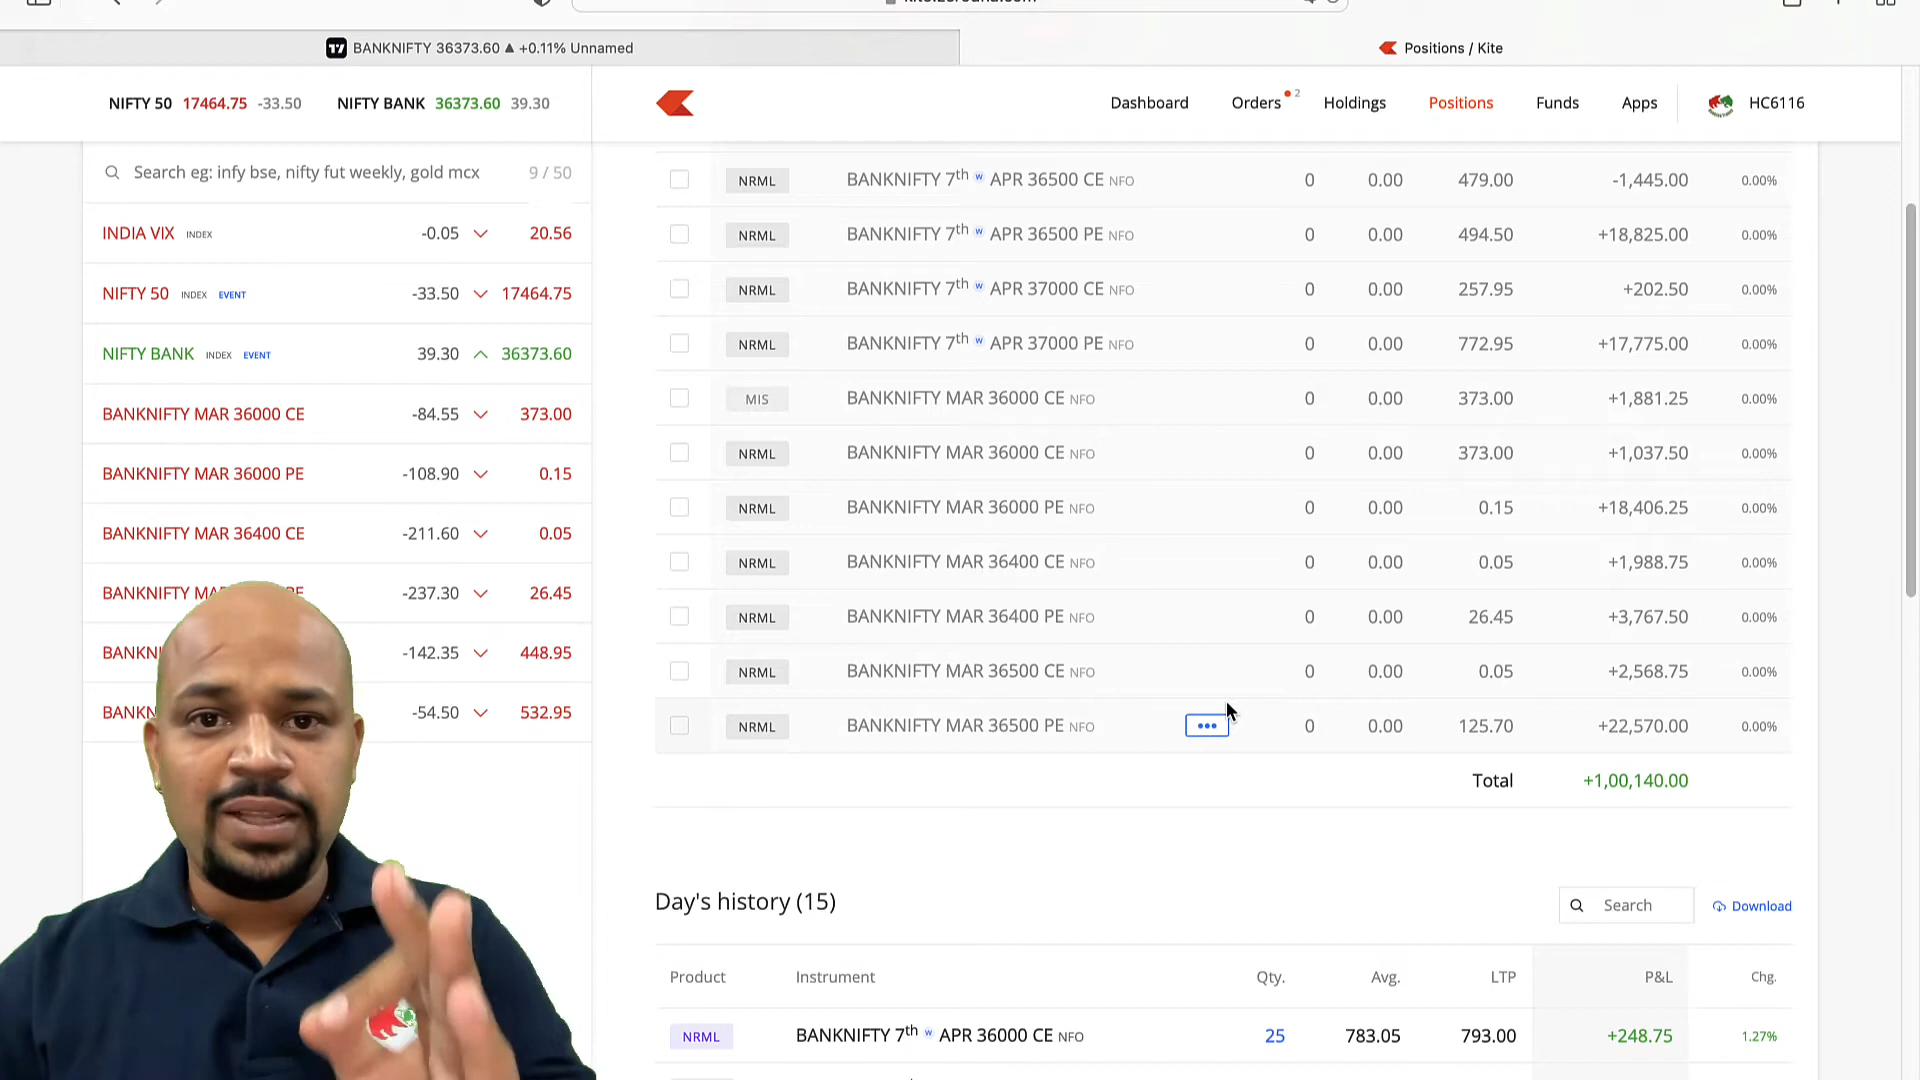 BANKNIFTY 36373.60 ▲ +0.11% Unnamed
Positions / Kite
NIFTY 50 17464.75 -33.50 NIFTY BANK 36373.60 39.30
Dashboard Orders 2 Holdings Positions Funds Apps HC6116
Search eg: infy bse, nifty fut weekly, gold mcx 9 / 50
INDIA VIX INDEX -0.05 20.56
NIFTY 50 INDEX EVENT -33.50 17464.75
NIFTY BANK INDEX EVENT 39.30 36373.60
BANKNIFTY MAR 36000 CE -84.55 373.00
BANKNIFTY MAR 36000 PE -108.90 0.15
BANKNIFTY MAR 36400 CE -211.60 0.05
BANKNIFTY -237.30 26.45
-142.35 448.95
-54.50 532.95
NRML BANKNIFTY 7th w APR 36500 CE NFO 0 0.00 479.00 -1,445.00 0.00%
NRML BANKNIFTY 7th w APR 36500 PE NFO 0 0.00 494.50 +18,825.00 0.00%
NRML BANKNIFTY 7th w APR 37000 CE NFO 0 0.00 257.95 +202.50 0.00%
NRML BANKNIFTY 7th w APR 37000 PE NFO 0 0.00 772.95 +17,775.00 0.00%
MIS BANKNIFTY MAR 36000 CE NFO 0 0.00 373.00 +1,881.25 0.00%
NRML BANKNIFTY MAR 36000 CE NFO 0 0.00 373.00 +1,037.50 0.00%
NRML BANKNIFTY MAR 36000 PE NFO 0 0.00 0.15 +18,406.25 0.00%
NRML BANKNIFTY MAR 36400 CE NFO 0 0.00 0.05 +1,988.75 0.00%
NRML BANKNIFTY MAR 36400 PE NFO 0 0.00 26.45 +3,767.50 0.00%
NRML BANKNIFTY MAR 36500 CE NFO 0 0.00 0.05 +2,568.75 0.00%
NRML BANKNIFTY MAR 36500 PE NFO 0 0.00 125.70 +22,570.00 0.00%
Total +1,00,140.00
Day's history (15) Search Download
Product Instrument Qty. Avg. LTP P&L Chg.
NRML BANKNIFTY 7th w APR 36000 CE NFO 25 783.05 793.00 +248.75 1.27%